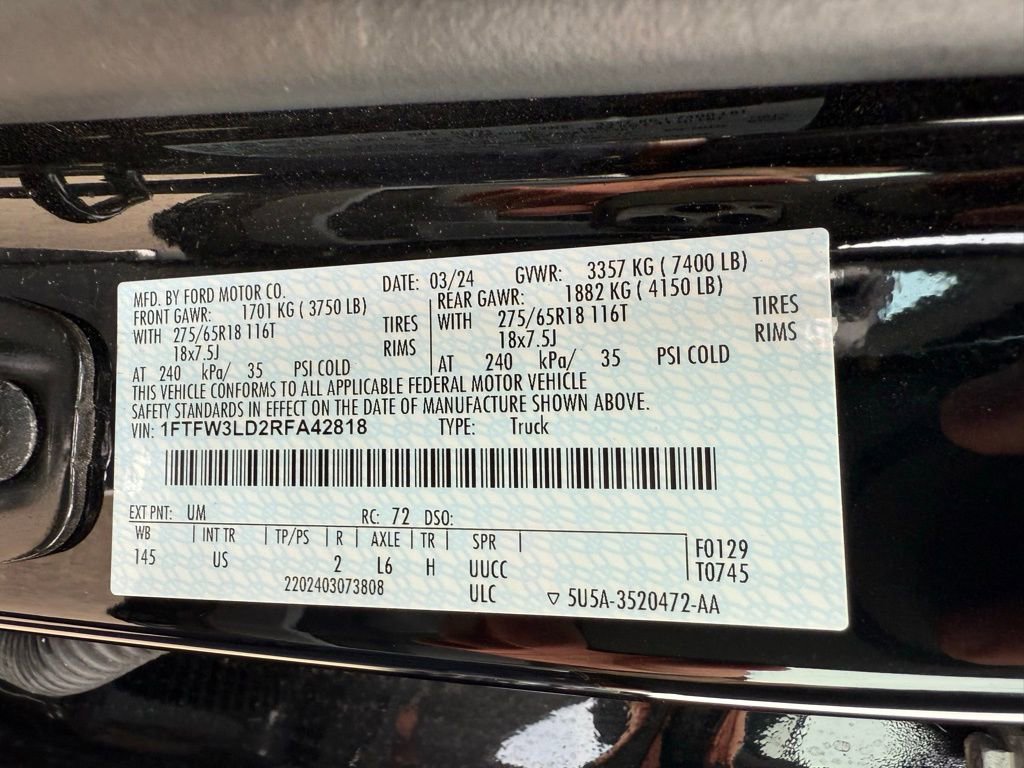 MFD. BY FORD MOTOR CO. DATE: 03/24 GVWR: 3357 KG ( 7400 LB)
FRONT GAWR: 1701 KG ( 3750 LB) REAR GAWR: 1882 KG ( 4150 LB)
WITH 275/65R18 116T TIRES WITH 275/65R18 116T TIRES
18x7.5J RIMS 18x7.5J RIMS
AT 240 kPa/ 35 PSI COLD AT 240 kPa/ 35 PSI COLD
THIS VEHICLE CONFORMS TO ALL APPLICABLE FEDERAL MOTOR VEHICLE
SAFETY STANDARDS IN EFFECT ON THE DATE OF MANUFACTURE SHOWN ABOVE.
VIN: 1FTFW3LD2RFA42818 TYPE: Truck
EXT PNT: UM RC: 72 DSO:
WB INT TR TP/PS R AXLE TR SPR F0129
145 US 2 L6 H UUCC T0745
2202403073808 ULC ▽ 5U5A-3520472-AA